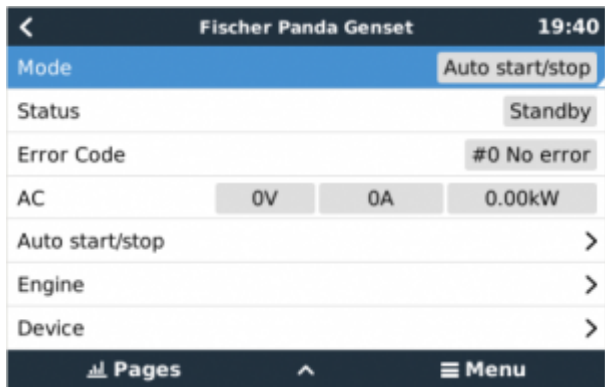 Fischer Panda Genset 19:40
Mode Auto start/stop
Status Standby
Error Code #0 No error
AC 0V 0A 0.00kW
Auto start/stop
Engine
Device
Pages Menu